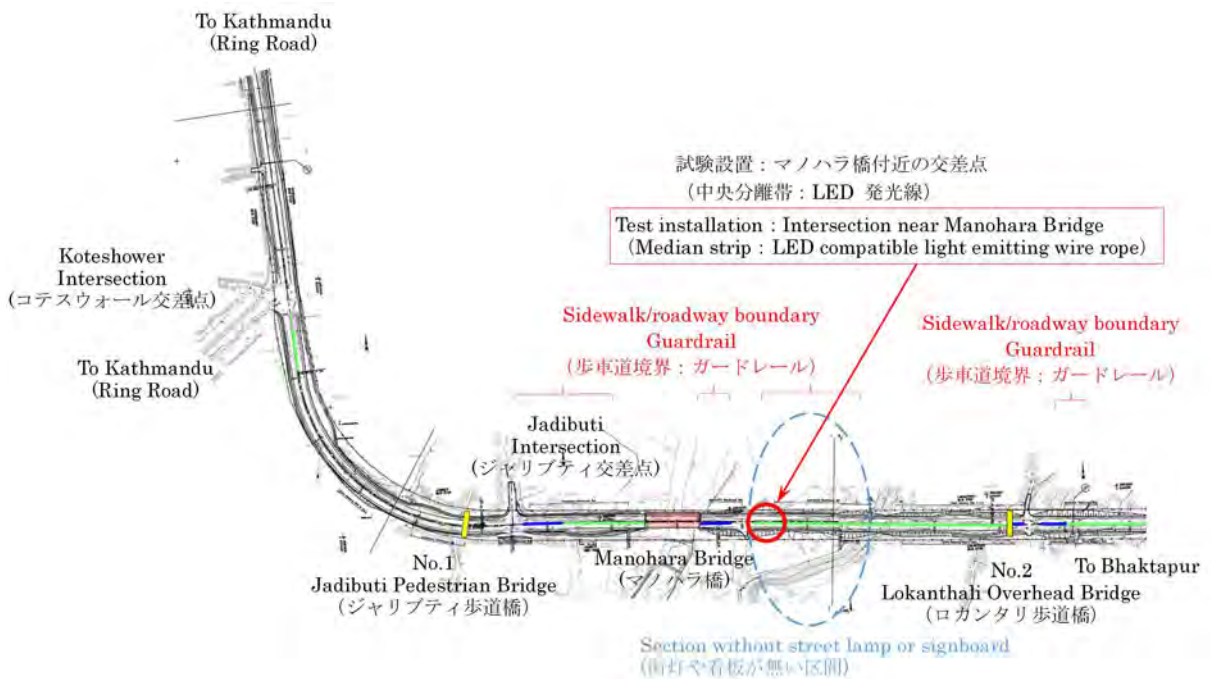 To Kathmandu
(Ring Road)
試験設置：マノハラ橋付近の交差点
（中央分離帯：LED 発光線）
Test installation : Intersection near Manohara Bridge
(Median strip : LED compatible light emitting wire rope)
Koteshower
Intersection
(コテスウォール交差点)
To Kathmandu
(Ring Road)
Sidewalk/roadway boundary
Guardrail
(歩車道境界：ガードレール)
Sidewalk/roadway boundary
Guardrail
(歩車道境界：ガードレール)
Jadibuti
Intersection
(ジャリブティ交差点)
No.1
Jadibuti Pedestrian Bridge
(ジャリブティ歩道橋)
Manohara Bridge
(マノハラ橋)
No.2
Lokanthali Overhead Bridge
(ロカンタリ歩道橋)
To Bhaktapur
Section without street lamp or signboard
(街灯や看板が無い区間)